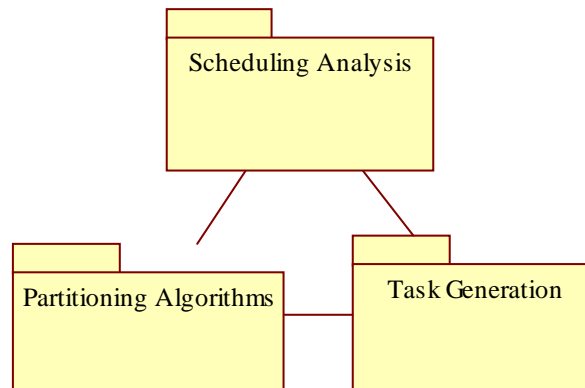 Scheduling Analysis
Partitioning Algorithms
Task Generation